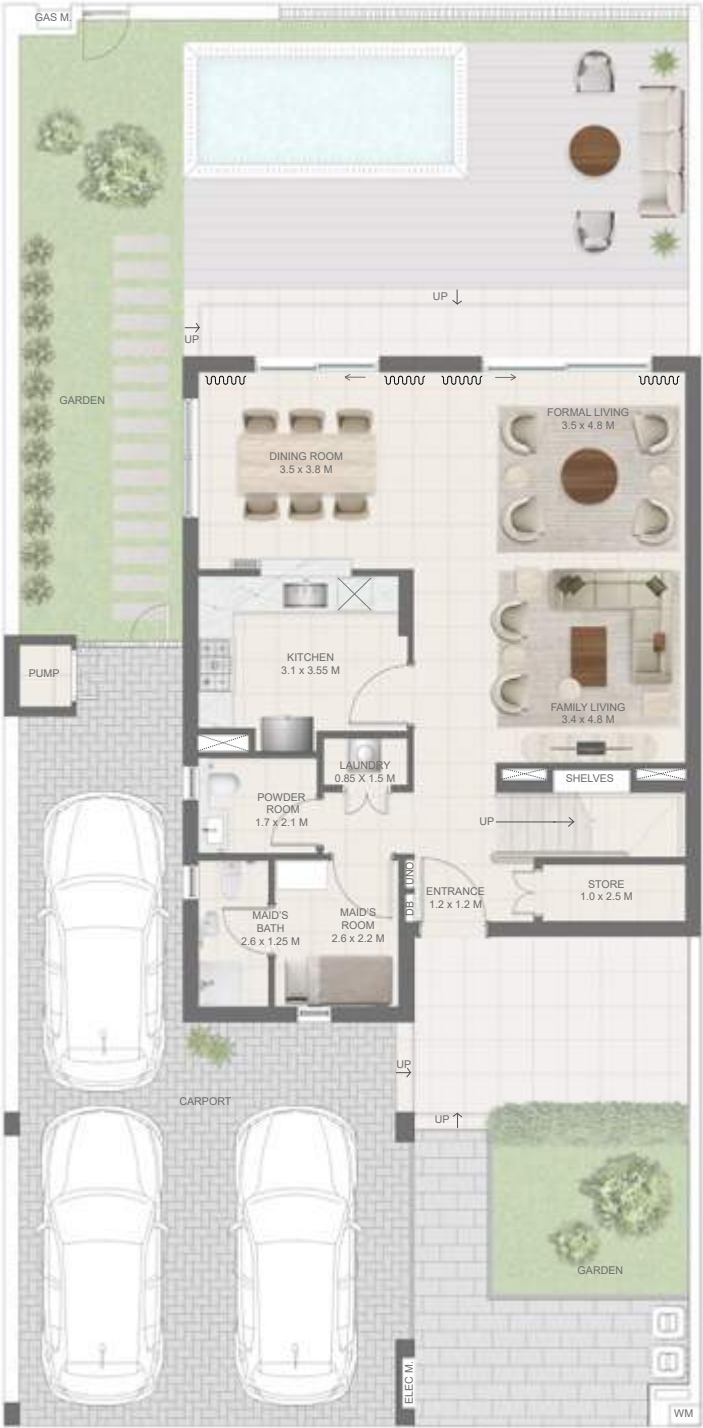 GAS M.
UP
UP
GARDEN
FORMAL LIVING
3.5 x 4.8 M
DINING ROOM
3.5 x 3.8 M
KITCHEN
3.1 x 3.55 M
PUMP
FAMILY LIVING
3.4 x 4.8 M
LAUNDRY
0.85 X 1.5 M
SHELVES
POWDER
ROOM
1.7 x 2.1 M
UP
DB
UNO
ENTRANCE
1.2 x 1.2 M
STORE
1.0 x 2.5 M
MAID'S
BATH
2.6 x 1.25 M
MAID'S
ROOM
2.6 x 2.2 M
UP
CARPORT
UP
GARDEN
ELEC M.
WM